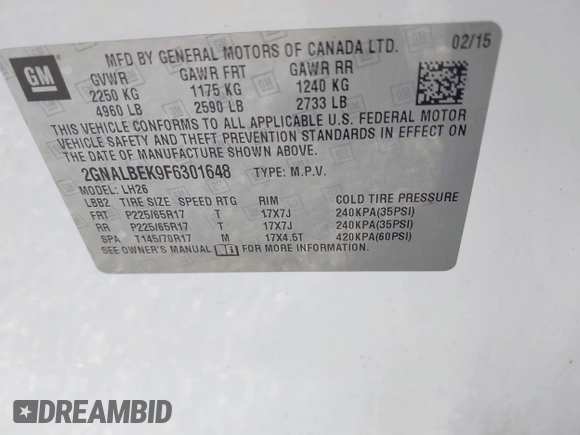 GM
MFD BY GENERAL MOTORS OF CANADA LTD. 02/15
GVWR GAWR FRT GAWR RR
2250 KG 1175 KG 1240 KG
4960 LB 2590 LB 2733 LB
THIS VEHICLE CONFORMS TO ALL APPLICABLE U.S. FEDERAL MOTOR
VEHICLE SAFETY AND THEFT PREVENTION STANDARDS IN EFFECT ON
THE DATE OF MANUFACTURE SHOWN ABOVE.
2GNALBEK9F6301648 TYPE: M.P.V.
MODEL: LH26
LBB2 TIRE SIZE SPEED RTG RIM COLD TIRE PRESSURE
FRT P225/65R17 T 17X7J 240KPA(35PSI)
RR P225/65R17 T 17X7J 240KPA(35PSI)
SPA T145/70R17 M 17X4.5T 420KPA(60PSI)
SEE OWNER'S MANUAL FOR MORE INFORMATION.
DREAMBID